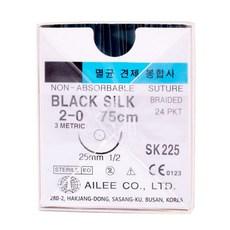 멸균 견제 봉합사
NON-ABSORBABLE SUTURE
BLACK SILK BRAIDED
2-0 75cm 24 PKT
3 METRIC
25mm 1/2 SK225
STERILE EO
CE 0123
AILEE CO., LTD.
280-2, HAKJANG-DONG, SASANG-KU, BUSAN, KOREA